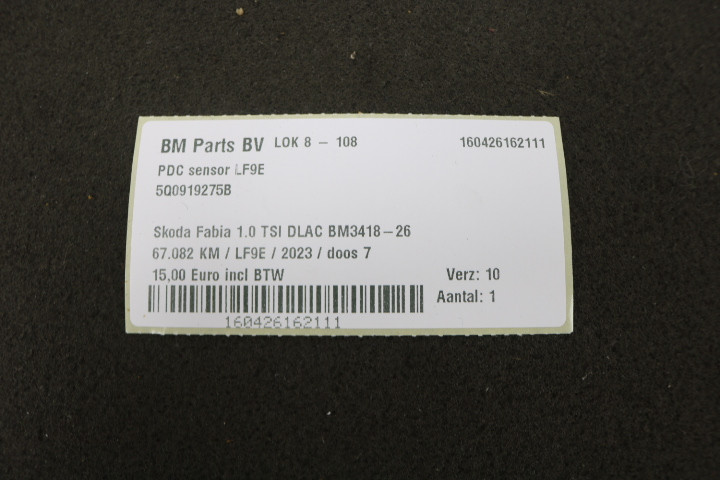 BM Parts BV LOK 8 - 108 160426162111
PDC sensor LF9E
5Q0919275B
Skoda Fabia 1.0 TSI DLAC BM3418-26
67.082 KM / LF9E / 2023 / doos 7
15,00 Euro incl BTW Verz: 10
Aantal: 1
160426162111